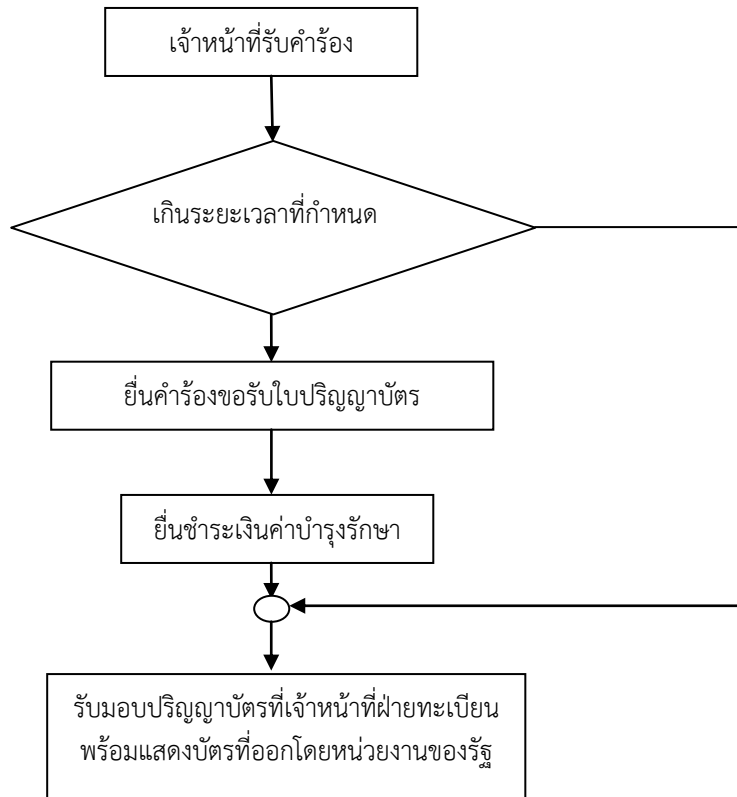 เจ้าหน้าที่รับคำร้อง
เกินระยะเวลาที่กำหนด
ยื่นคำร้องขอรับใบปริญญาบัตร
ยื่นชำระเงินค่าบำรุงรักษา
รับมอบปริญญาบัตรที่เจ้าหน้าที่ฝ่ายทะเบียน
พร้อมแสดงบัตรที่ออกโดยหน่วยงานของรัฐ